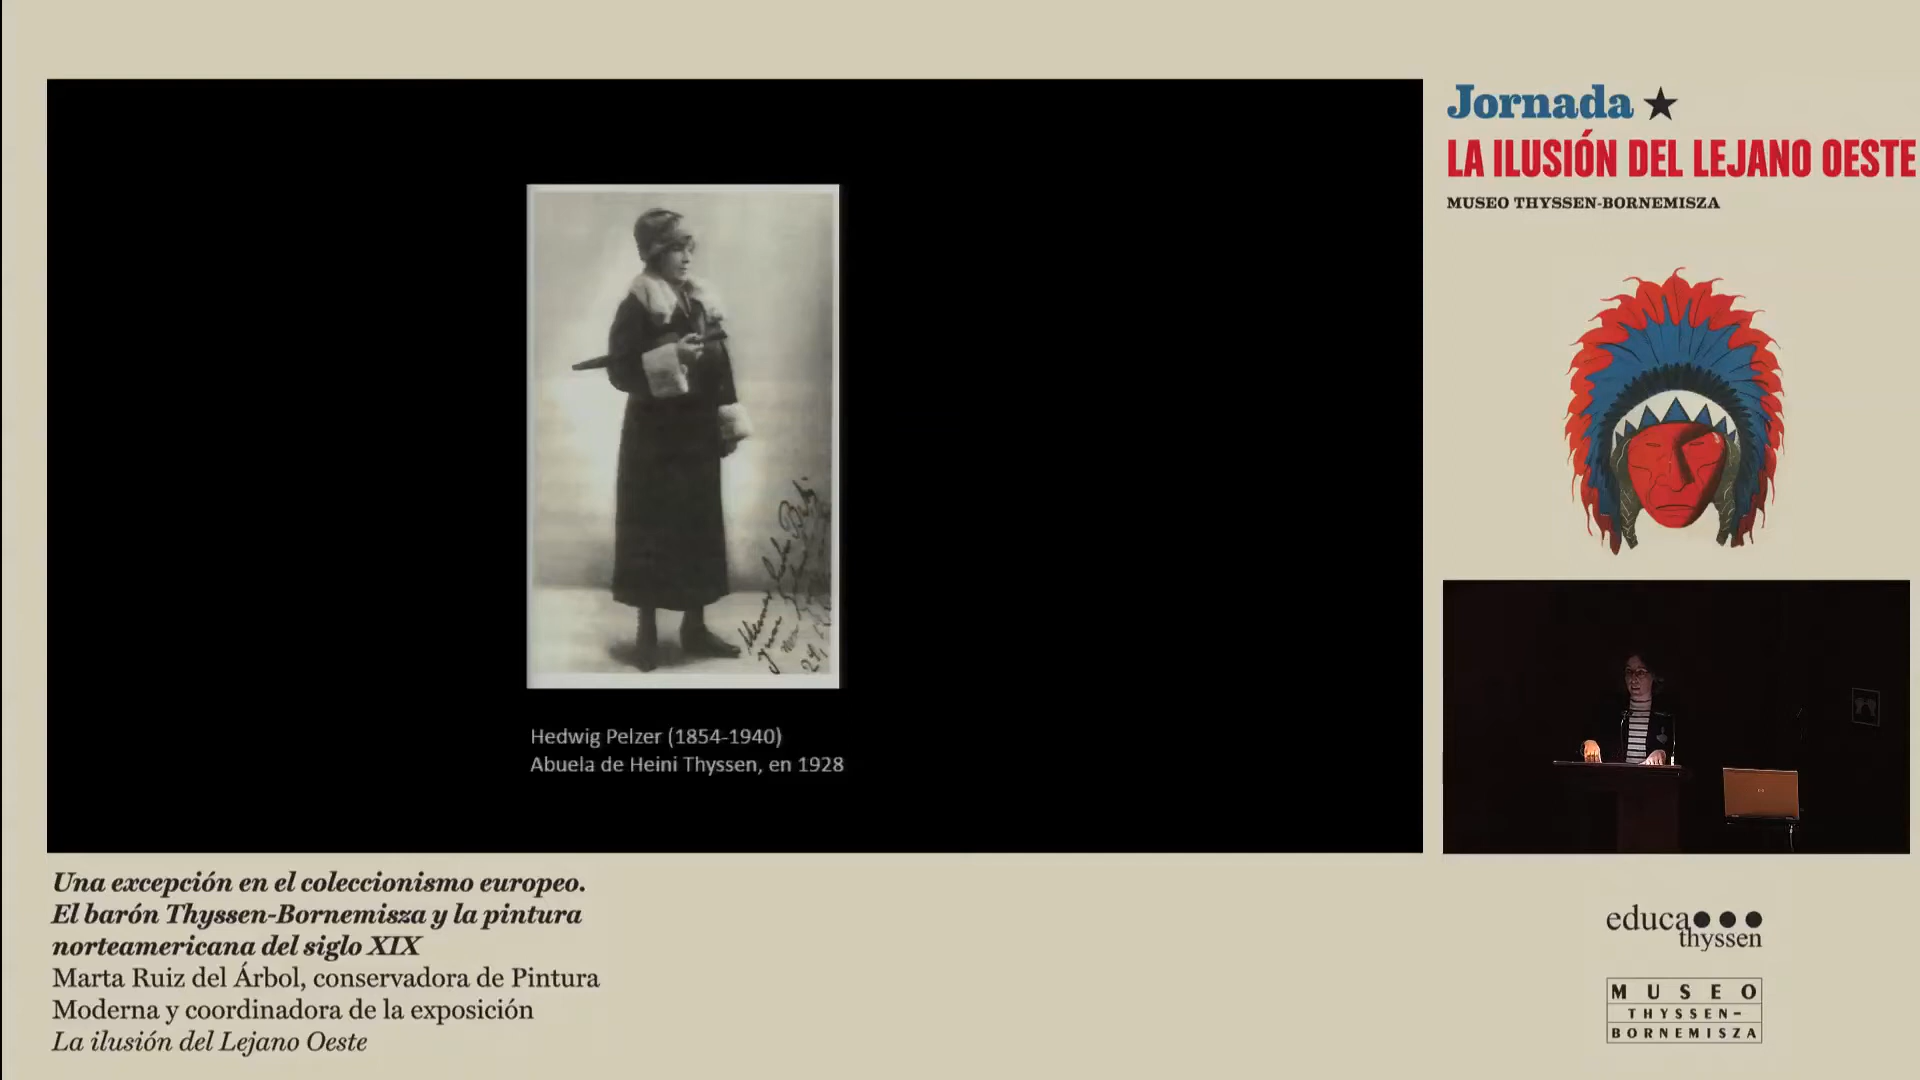 Jornada ★
LA ILUSIÓN DEL LEJANO OESTE
MUSEO THYSSEN-BORNEMISZA
Hedwig Pelzer (1854-1940)
Abuela de Heini Thyssen, en 1928
Una excepción en el coleccionismo europeo.
El barón Thyssen-Bornemisza y la pintura
norteamericana del siglo XIX
Marta Ruiz del Árbol, conservadora de Pintura
Moderna y coordinadora de la exposición
La ilusión del Lejano Oeste
educa
thyssen
MUSEO
THYSSEN-
BORNEMISZA